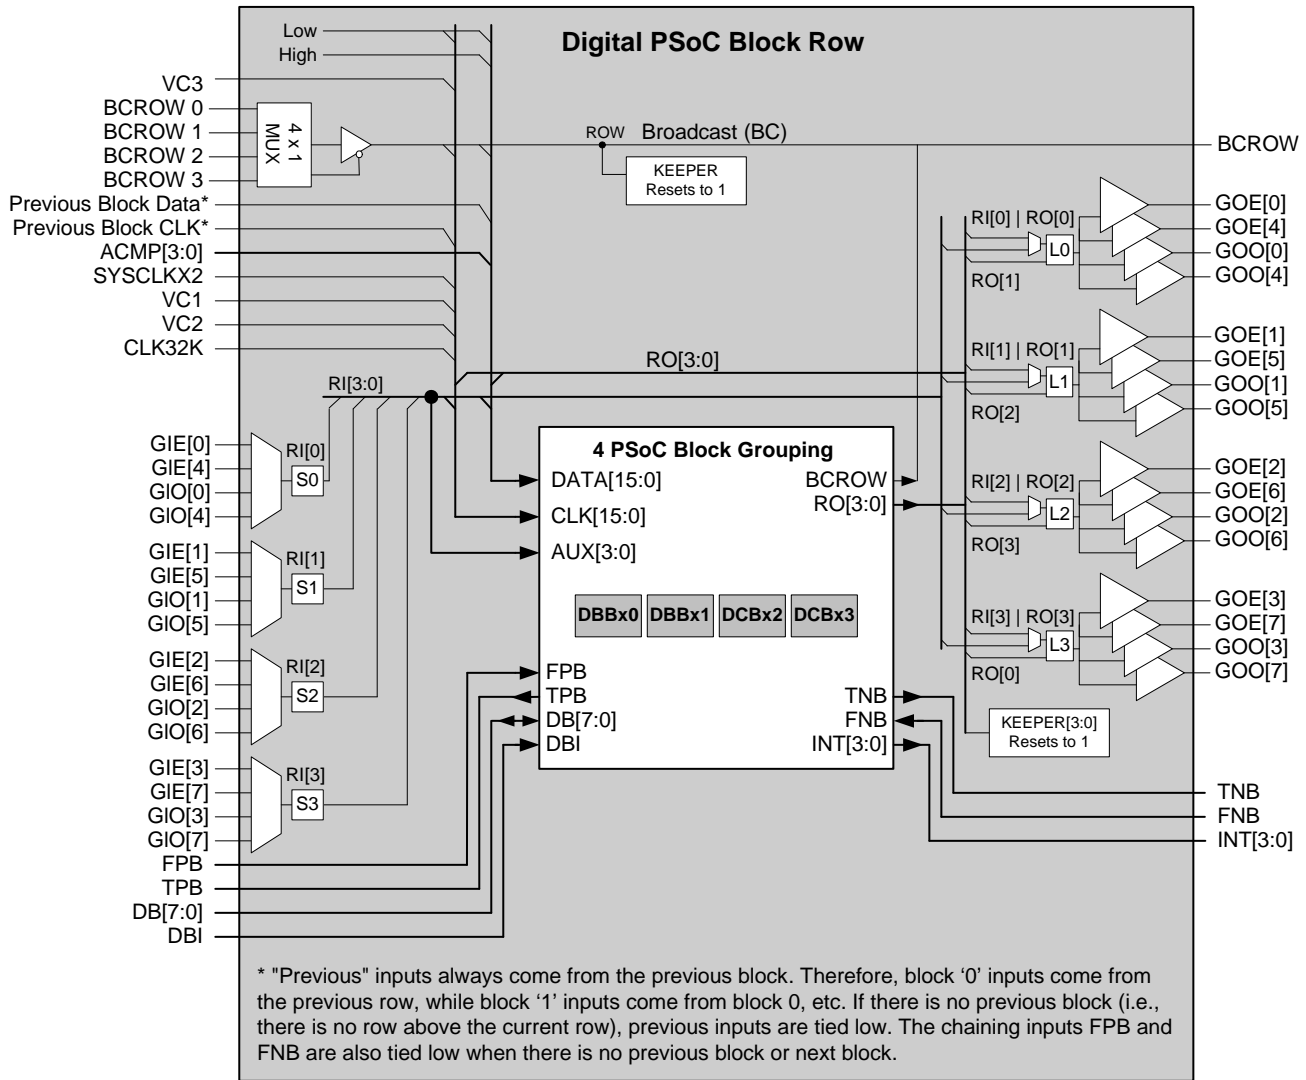 Digital PSoC Block Row
Low
High
VC3
BCROW 0
BCROW 1
BCROW 2
BCROW 3
4 x 1
MUX
ROW
Broadcast (BC)
KEEPER
Resets to 1
BCROW
Previous Block Data*
Previous Block CLK*
ACMP[3:0]
SYSCLKX2
VC1
VC2
CLK32K
RI[3:0]
RO[3:0]
GIE[0]
GIE[4]
GIO[0]
GIO[4]
RI[0]
S0
GIE[1]
GIE[5]
GIO[1]
GIO[5]
RI[1]
S1
GIE[2]
GIE[6]
GIO[2]
GIO[6]
RI[2]
S2
GIE[3]
GIE[7]
GIO[3]
GIO[7]
RI[3]
S3
FPB
TPB
DB[7:0]
DBI
4 PSoC Block Grouping
DATA[15:0]
CLK[15:0]
AUX[3:0]
BCROW
RO[3:0]
DBBx0
DBBx1
DCBx2
DCBx3
FPB
TPB
DB[7:0]
DBI
TNB
FNB
INT[3:0]
RI[0] | RO[0]
L0
RO[1]
GOE[0]
GOE[4]
GOO[0]
GOO[4]
RI[1] | RO[1]
L1
RO[2]
GOE[1]
GOE[5]
GOO[1]
GOO[5]
RI[2] | RO[2]
L2
RO[3]
GOE[2]
GOE[6]
GOO[2]
GOO[6]
RI[3] | RO[3]
L3
RO[0]
GOE[3]
GOE[7]
GOO[3]
GOO[7]
KEEPER[3:0]
Resets to 1
TNB
FNB
INT[3:0]
* "Previous" inputs always come from the previous block. Therefore, block ‘0’ inputs come from
the previous row, while block ‘1’ inputs come from block 0, etc. If there is no previous block (i.e.,
there is no row above the current row), previous inputs are tied low. The chaining inputs FPB and
FNB are also tied low when there is no previous block or next block.